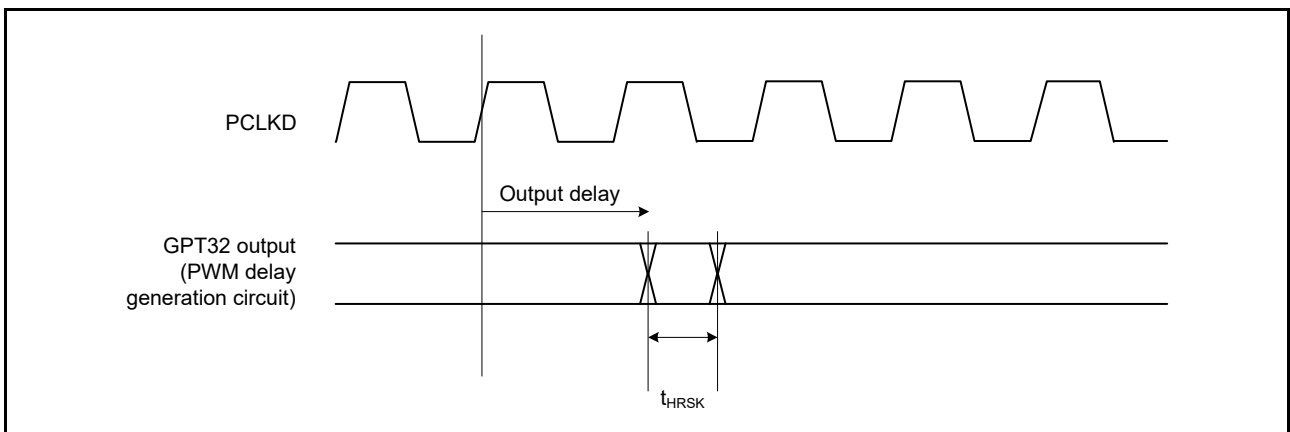 PCLKD
Output delay
GPT32 output
(PWM delay
generation circuit)
tHRSK